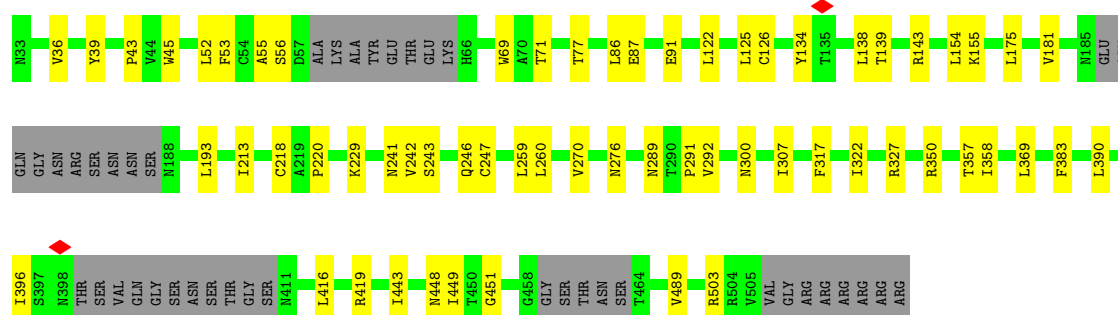 N33 V36 Y39 P43 V44 W45 L52 F53 C54 A55 S56 D57 ALA LYS ALA TYR GLU THR GLU LYS H66 W69 A70 T71 T77 L86 E87 E91 L122 L125 C126 Y134 T135 L138 T139 R143 L154 K155 L175 V181 N185 GLU
GLN GLY ASN ARG SER ASN ASN SER N188 L193 I213 C218 A219 P220 K229 N241 V242 S243 Q246 C247 L259 L260 V270 N276 N289 T290 P291 V292 N300 I307 F317 I322 R327 R350 T357 I358 L369 F383 L390
I396 S397 N398 THR SER VAL GLN GLY SER ASN SER THR GLY SER N411 L416 R419 I443 N448 I449 T450 G451 G458 GLY SER THR ASN SER T464 V489 R503 R504 V505 VAL GLY ARG ARG ARG ARG ARG ARG